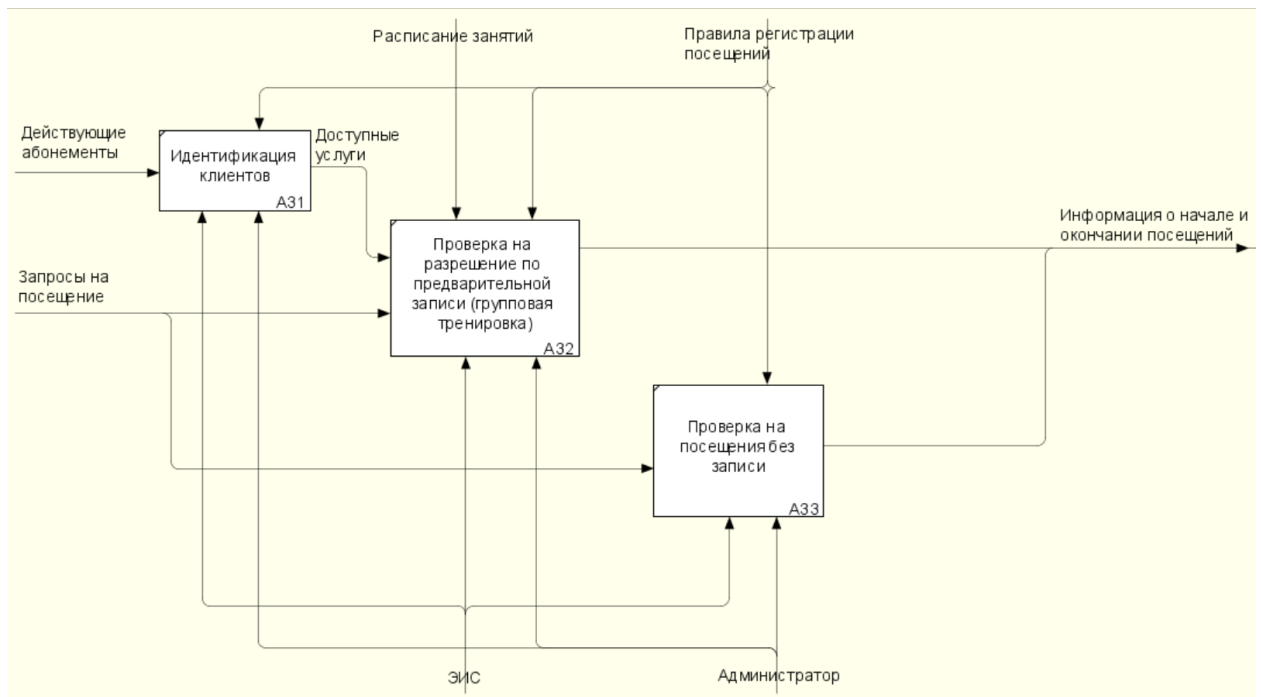 Расписание занятий
Правила регистрации
посещений
Действующие
абонементы
Идентификация
клиентов
A31
Доступные
услуги
Проверка на
разрешение по
предварительной
записи (групповая
тренировка)
A32
Информация о начале и
окончании посещений
Запросы на
посещение
Проверка на
посещения без
записи
A33
ЭИС
Администратор